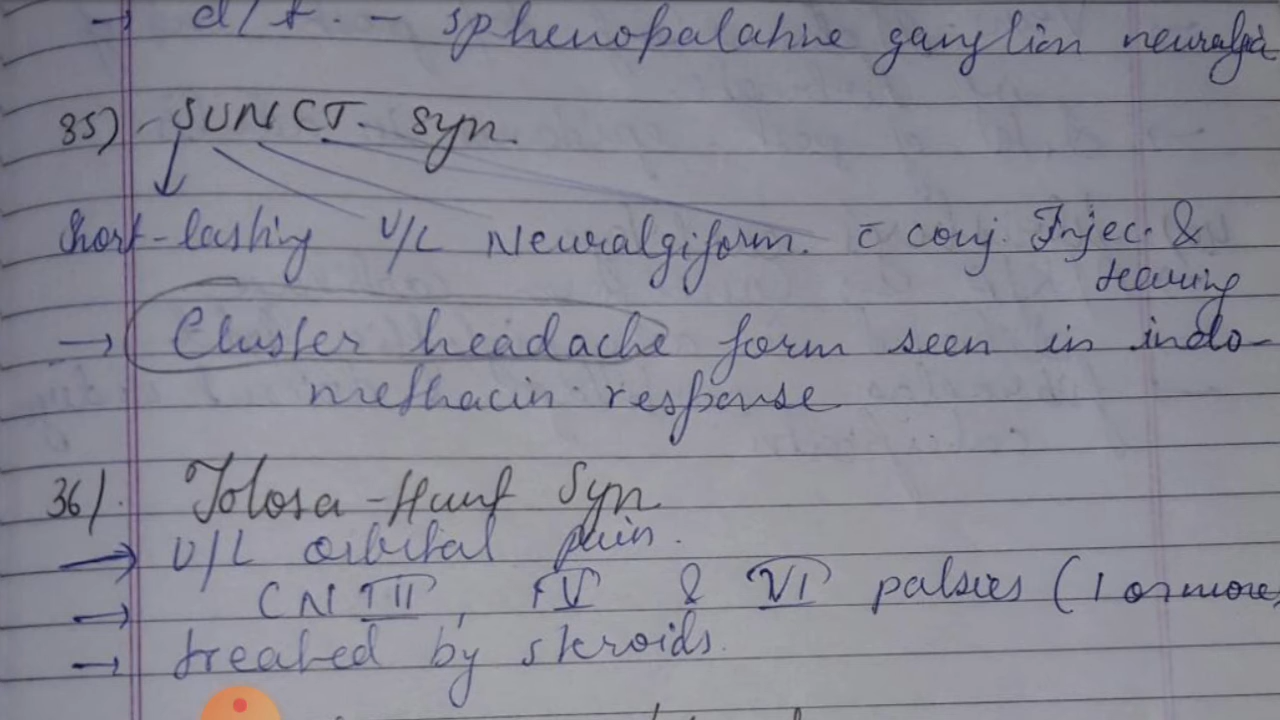 → d/t. - sphenopalatine ganglion neuralgia
35) - SUNCT. Syn.
Short-lasting U/L Neuralgiform. c̄ conj. Injec. &
tearing
→ Cluster headache form seen in indo-
methacin response
36). Tolosa-Hunt Syn.
→ U/L orbital pain.
→ CN III, IV & VI palsies (1 or more)
→ treated by steroids.